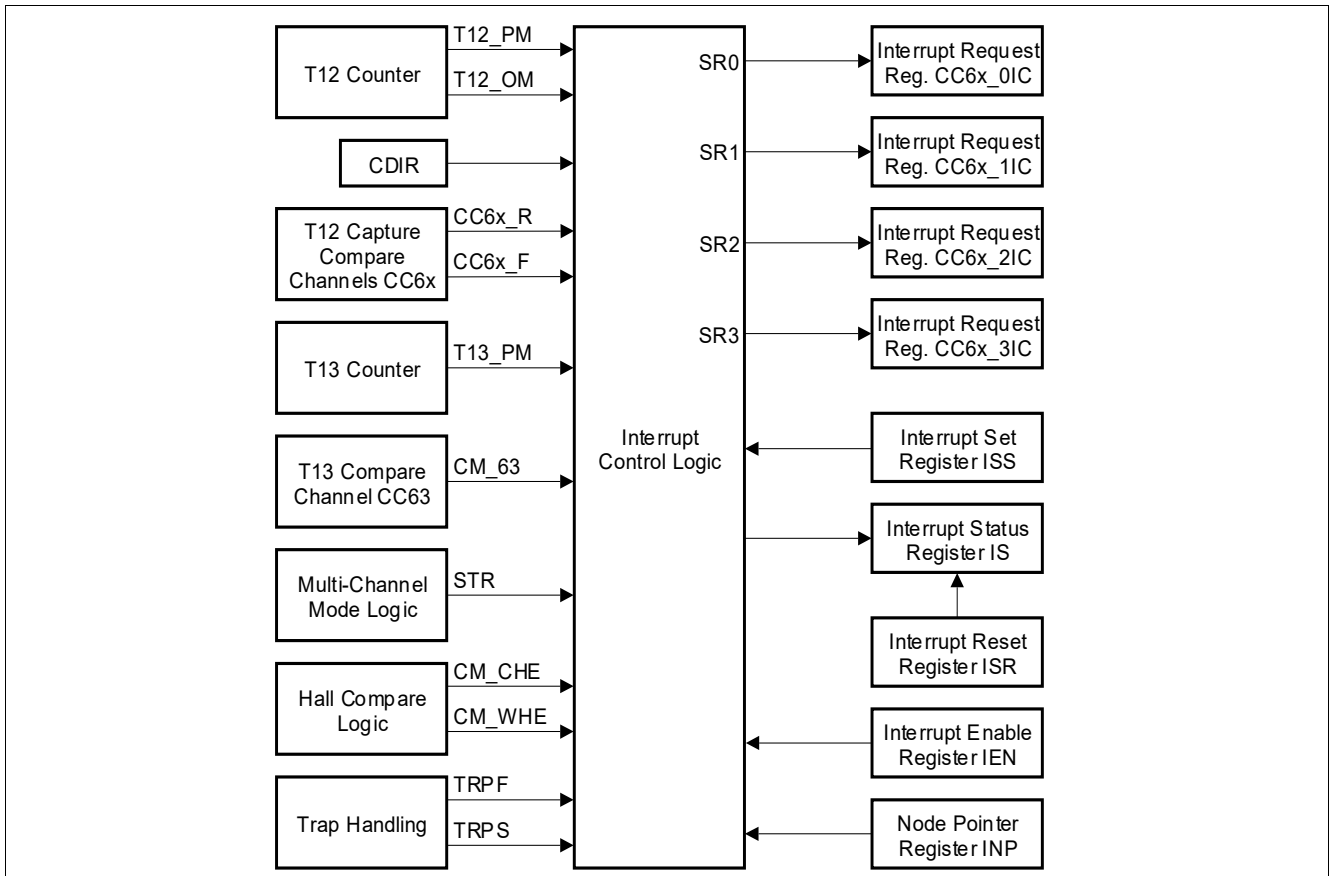 T12 Counter
T12_PM
T12_OM
CDIR
T12 Capture
Compare
Channels CC6x
CC6x_R
CC6x_F
T13 Counter
T13_PM
T13 Compare
Channel CC63
CM_63
Multi-Channel
Mode Logic
STR
Hall Compare
Logic
CM_CHE
CM_WHE
Trap Handling
TRPF
TRPS
Interrupt
Control Logic
SR0
SR1
SR2
SR3
Interrupt Request
Reg. CC6x_0IC
Interrupt Request
Reg. CC6x_1IC
Interrupt Request
Reg. CC6x_2IC
Interrupt Request
Reg. CC6x_3IC
Interrupt Set
Register ISS
Interrupt Status
Register IS
Interrupt Reset
Register ISR
Interrupt Enable
Register IEN
Node Pointer
Register INP